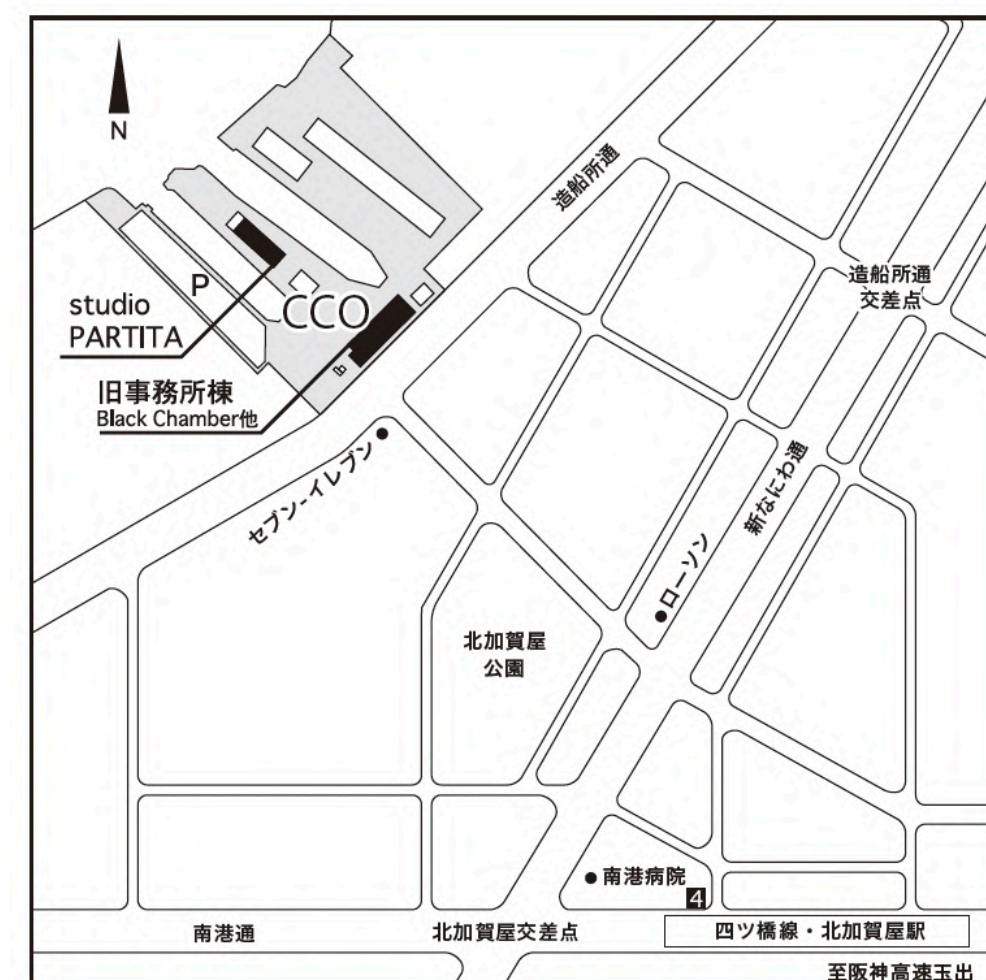 N
造船所通
造船所通
交差点
P
studio
PARTITA
CCO
旧事務所棟
Black Chamber他
セブン-イレブン
新なにわ通
ローソン
北加賀屋
公園
南港病院
4
南港通
北加賀屋交差点
四ツ橋線・北加賀屋駅
至阪神高速玉出